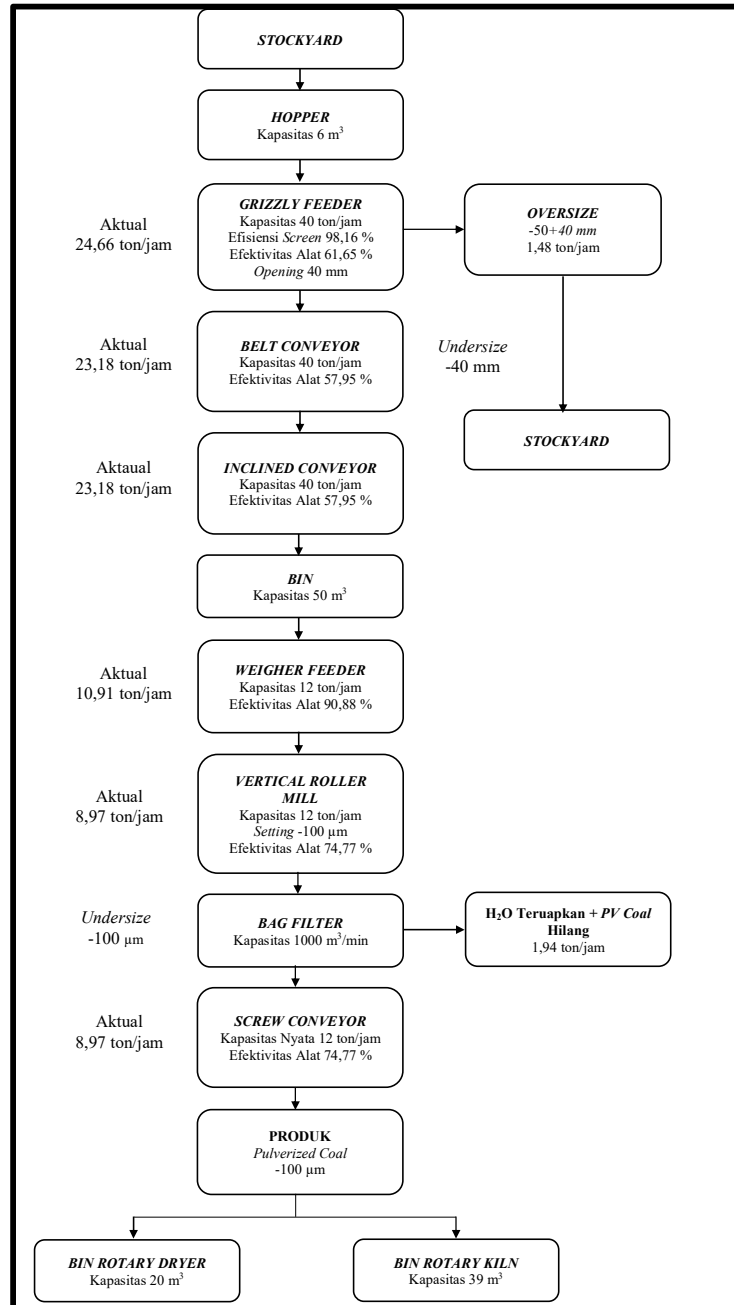 STOCKYARD
HOPPER
Kapasitas 6 m³
Aktual
24,66 ton/jam
GRIZZLY FEEDER
Kapasitas 40 ton/jam
Efisiensi Screen 98,16 %
Efektivitas Alat 61,65 %
Opening 40 mm
OVERSIZE
-50+40 mm
1,48 ton/jam
Aktual
23,18 ton/jam
BELT CONVEYOR
Kapasitas 40 ton/jam
Efektivitas Alat 57,95 %
Undersize
-40 mm
STOCKYARD
Aktaual
23,18 ton/jam
INCLINED CONVEYOR
Kapasitas 40 ton/jam
Efektivitas Alat 57,95 %
BIN
Kapasitas 50 m³
Aktual
10,91 ton/jam
WEIGHER FEEDER
Kapasitas 12 ton/jam
Efektivitas Alat 90,88 %
Aktual
8,97 ton/jam
VERTICAL ROLLER
MILL
Kapasitas 12 ton/jam
Setting -100 µm
Efektivitas Alat 74,77 %
Undersize
-100 µm
BAG FILTER
Kapasitas 1000 m³/min
H₂O Teruapkan + PV Coal
Hilang
1,94 ton/jam
Aktual
8,97 ton/jam
SCREW CONVEYOR
Kapasitas Nyata 12 ton/jam
Efektivitas Alat 74,77 %
PRODUK
Pulverized Coal
-100 µm
BIN ROTARY DRYER
Kapasitas 20 m³
BIN ROTARY KILN
Kapasitas 39 m³